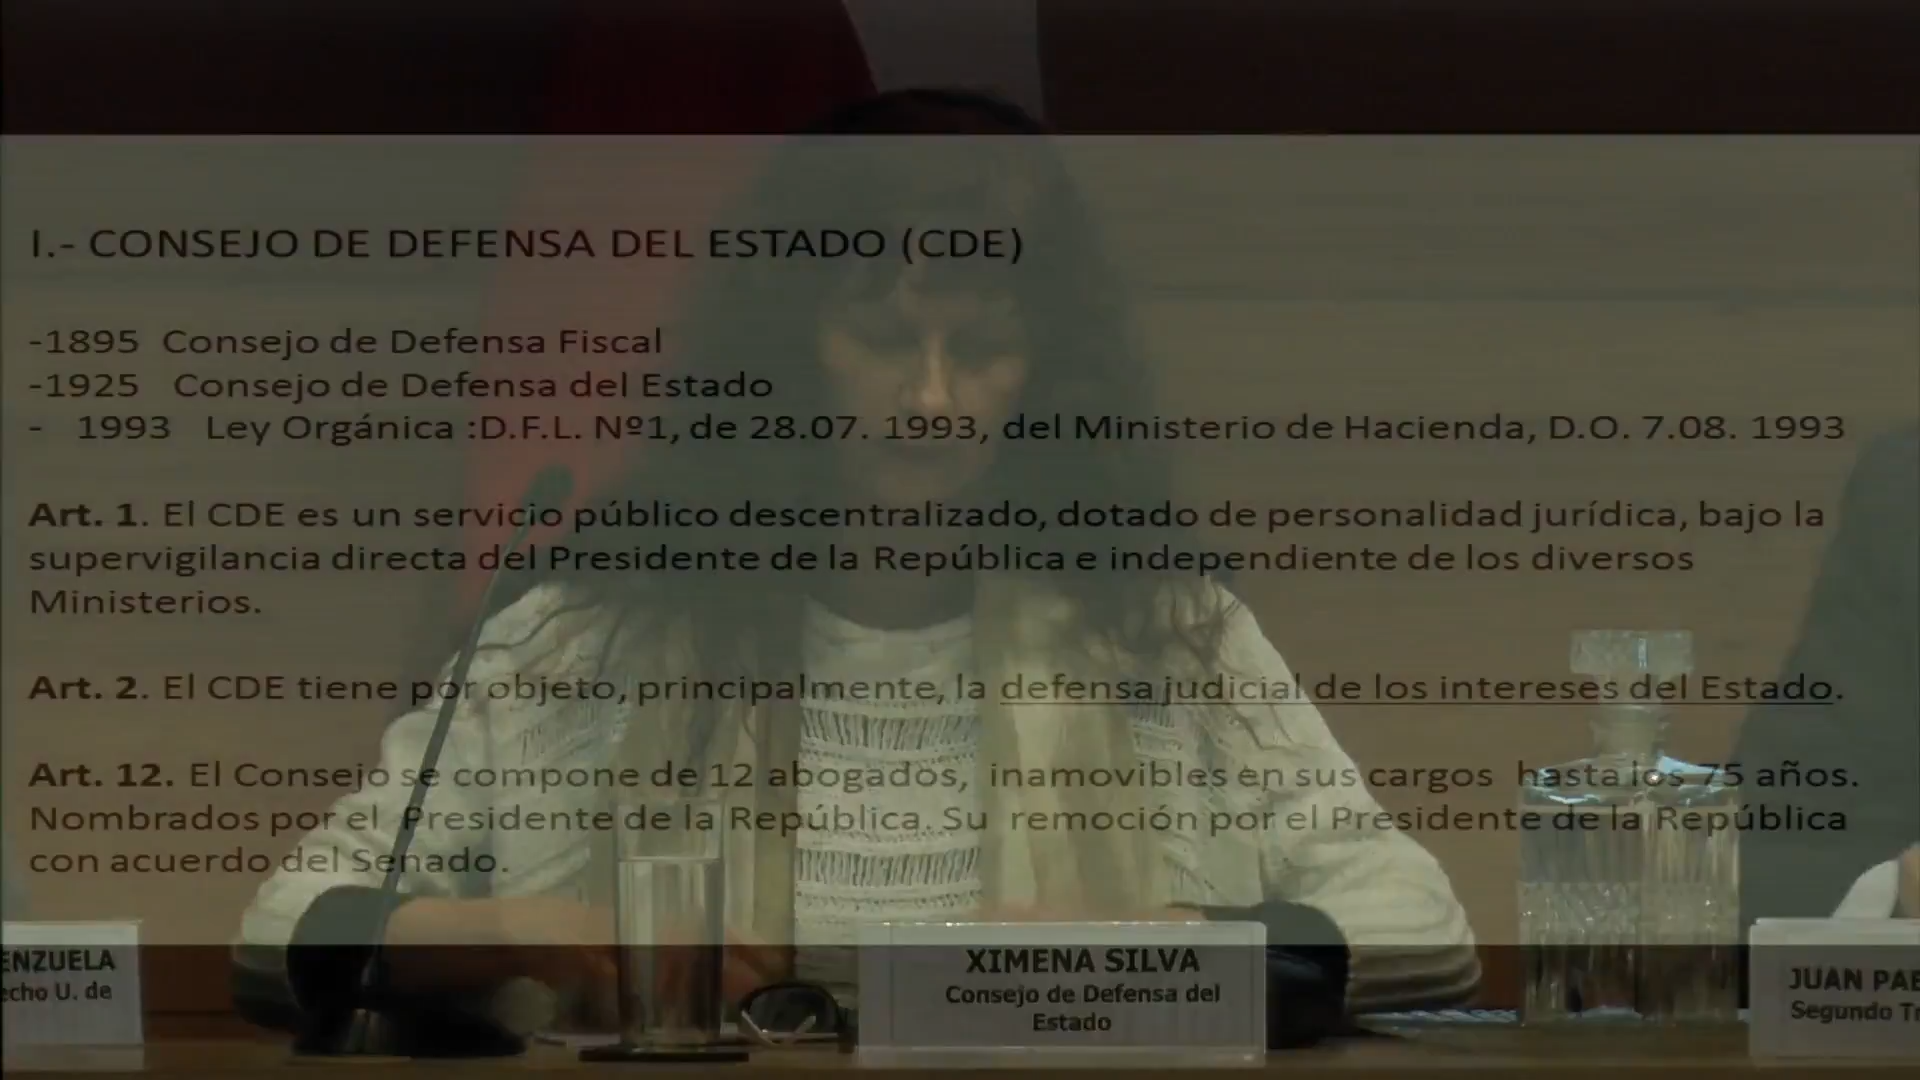 I.- CONSEJO DE DEFENSA DEL ESTADO (CDE)
-1895 Consejo de Defensa Fiscal
-1925 Consejo de Defensa del Estado
- 1993 Ley Orgánica :D.F.L. Nº1, de 28.07. 1993, del Ministerio de Hacienda, D.O. 7.08. 1993
Art. 1. El CDE es un servicio público descentralizado, dotado de personalidad jurídica, bajo la
supervigilancia directa del Presidente de la República e independiente de los diversos
Ministerios.
Art. 2. El CDE tiene por objeto, principalmente, la defensa judicial de los intereses del Estado.
Art. 12. El Consejo se compone de 12 abogados, inamovibles en sus cargos hasta los 75 años.
Nombrados por el Presidente de la República. Su remoción por el Presidente de la República
con acuerdo del Senado.
ENZUELA
echo U. de
XIMENA SILVA
Consejo de Defensa del
Estado
JUAN PAB
Segundo Tr